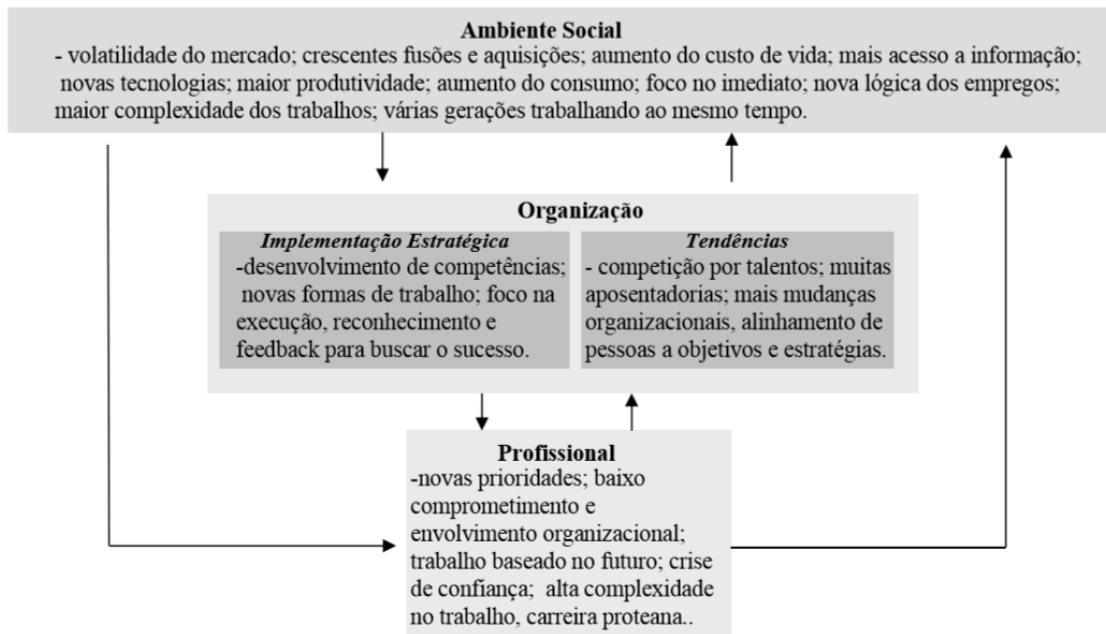 Ambiente Social
- volatilidade do mercado; crescentes fusões e aquisições; aumento do custo de vida; mais acesso a informação;
novas tecnologias; maior produtividade; aumento do consumo; foco no imediato; nova lógica dos empregos;
maior complexidade dos trabalhos; várias gerações trabalhando ao mesmo tempo.
Organização
Implementação Estratégica
-desenvolvimento de competências;
novas formas de trabalho; foco na
execução, reconhecimento e
feedback para buscar o sucesso.
Tendências
- competição por talentos; muitas
aposentadorias; mais mudanças
organizacionais, alinhamento de
pessoas a objetivos e estratégias.
Profissional
-novas prioridades; baixo
comprometimento e
envolvimento organizacional;
trabalho baseado no futuro; crise
de confiança; alta complexidade
no trabalho, carreira proteana..